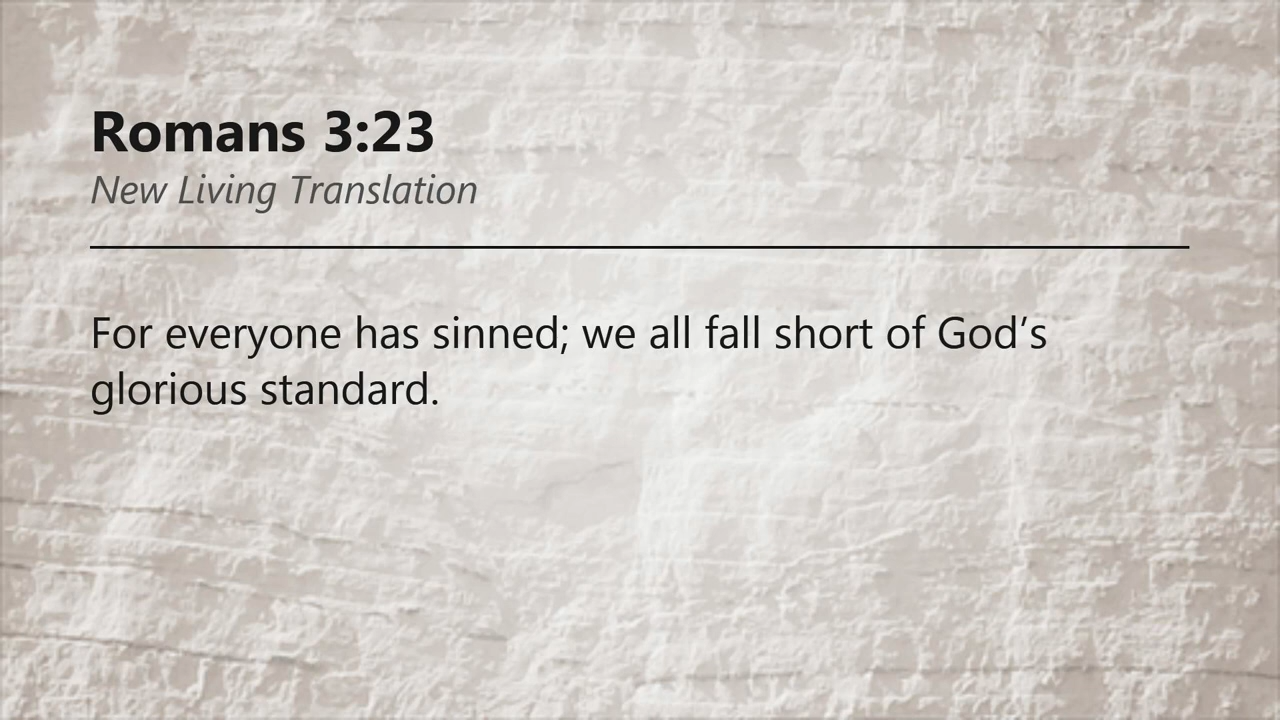 Romans 3:23
New Living Translation
For everyone has sinned; we all fall short of God’s
glorious standard.